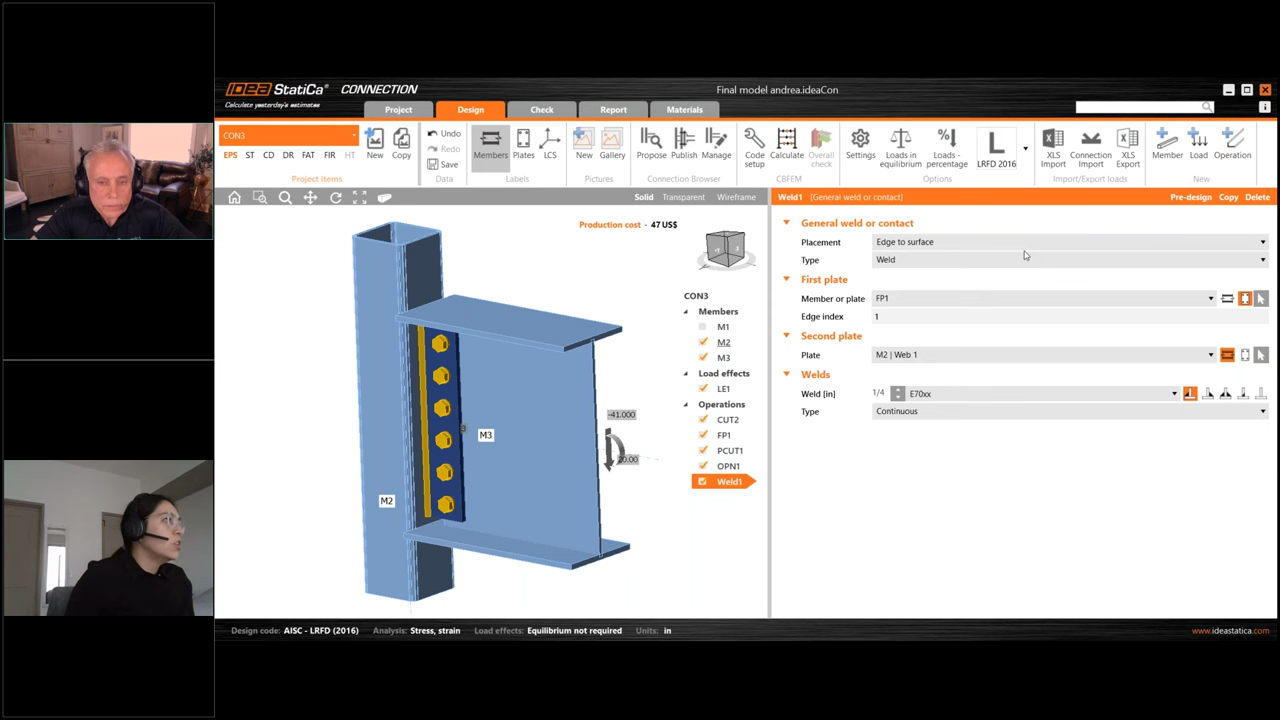 IDEA StatiCa® CONNECTION
Calculate yesterday's estimates
Final model andrea.ideaCon
Project
Design
Check
Report
Materials
CON3
EPS ST CD DR FAT FIR HT
Project items
New
Copy
Undo
Redo
Save
Data
Members
Plates
LCS
Labels
New
Gallery
Pictures
Propose
Publish
Manage
Connection Browser
Code setup
Calculate
Overall check
CBFEM
Settings
Loads in equilibrium
Loads - percentage
LRFD 2016
Options
XLS Import
Connection Import
XLS Export
Import/Export loads
Member
Load
Operation
New
Solid
Transparent
Wireframe
Production cost - 47 US$
M3
M2
-41.000
20.00
CON3
Members
M1
M2
M3
Load effects
LE1
Operations
CUT2
FP1
PCUT1
OPN1
Weld1
Weld1 [General weld or contact]
Pre-design
Copy
Delete
General weld or contact
Placement Edge to surface
Type Weld
First plate
Member or plate FP1
Edge index 1
Second plate
Plate M2 | Web 1
Welds
Weld [in] 1/4 E70xx
Type Continuous
Design code: AISC - LRFD (2016) Analysis: Stress, strain Load effects: Equilibrium not required Units: in
www.ideastatica.com